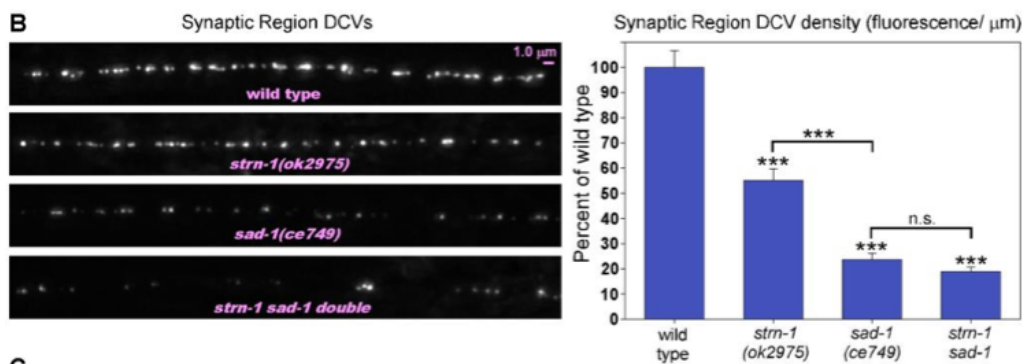 B
Synaptic Region DCVs
1.0 μm
wild type
strn-1(ok2975)
sad-1(ce749)
strn-1 sad-1 double
Synaptic Region DCV density (fluorescence/ μm)
Percent of wild type
100
90
80
70
60
50
40
30
20
10
0
***
***
n.s.
***
***
wild
type
strn-1
(ok2975)
sad-1
(ce749)
strn-1
sad-1